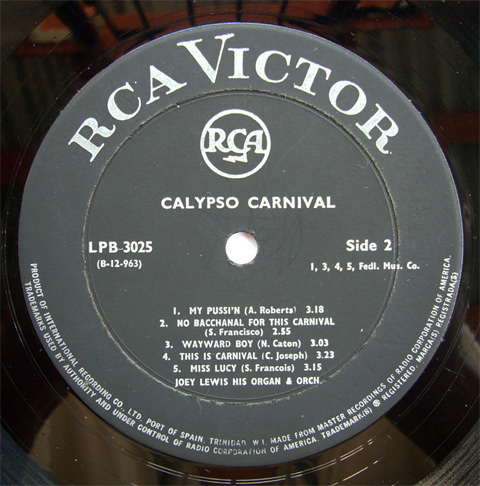 RCA VICTOR
RCA
CALYPSO CARNIVAL
LPB-3025
(B-12-963)
Side 2
1, 3, 4, 5, Fedl. Mus. Co.
1. MY PUSSI'N (A. Roberts) 3.18
2. NO BACCHANAL FOR THIS CARNIVAL
(S. Francisco) 2.55
3. WAYWARD BOY (N. Caton) 3.03
4. THIS IS CARNIVAL (C. Joseph) 3.23
5. MISS LUCY (S. Francois) 3.15
JOEY LEWIS HIS ORGAN & ORCH.
PRODUCT OF INTERNATIONAL RECORDING CO., LTD. PORT OF SPAIN, TRINIDAD, W.I. MADE FROM MASTER RECORDINGS OF RADIO CORPORATION OF AMERICA.
TRADEMARKS USED BY AUTHORITY AND UNDER CONTROL OF RADIO CORPORATION OF AMERICA. TRADEMARK(S) ® REGISTERED. MARCA(S) REGISTRADA(S)